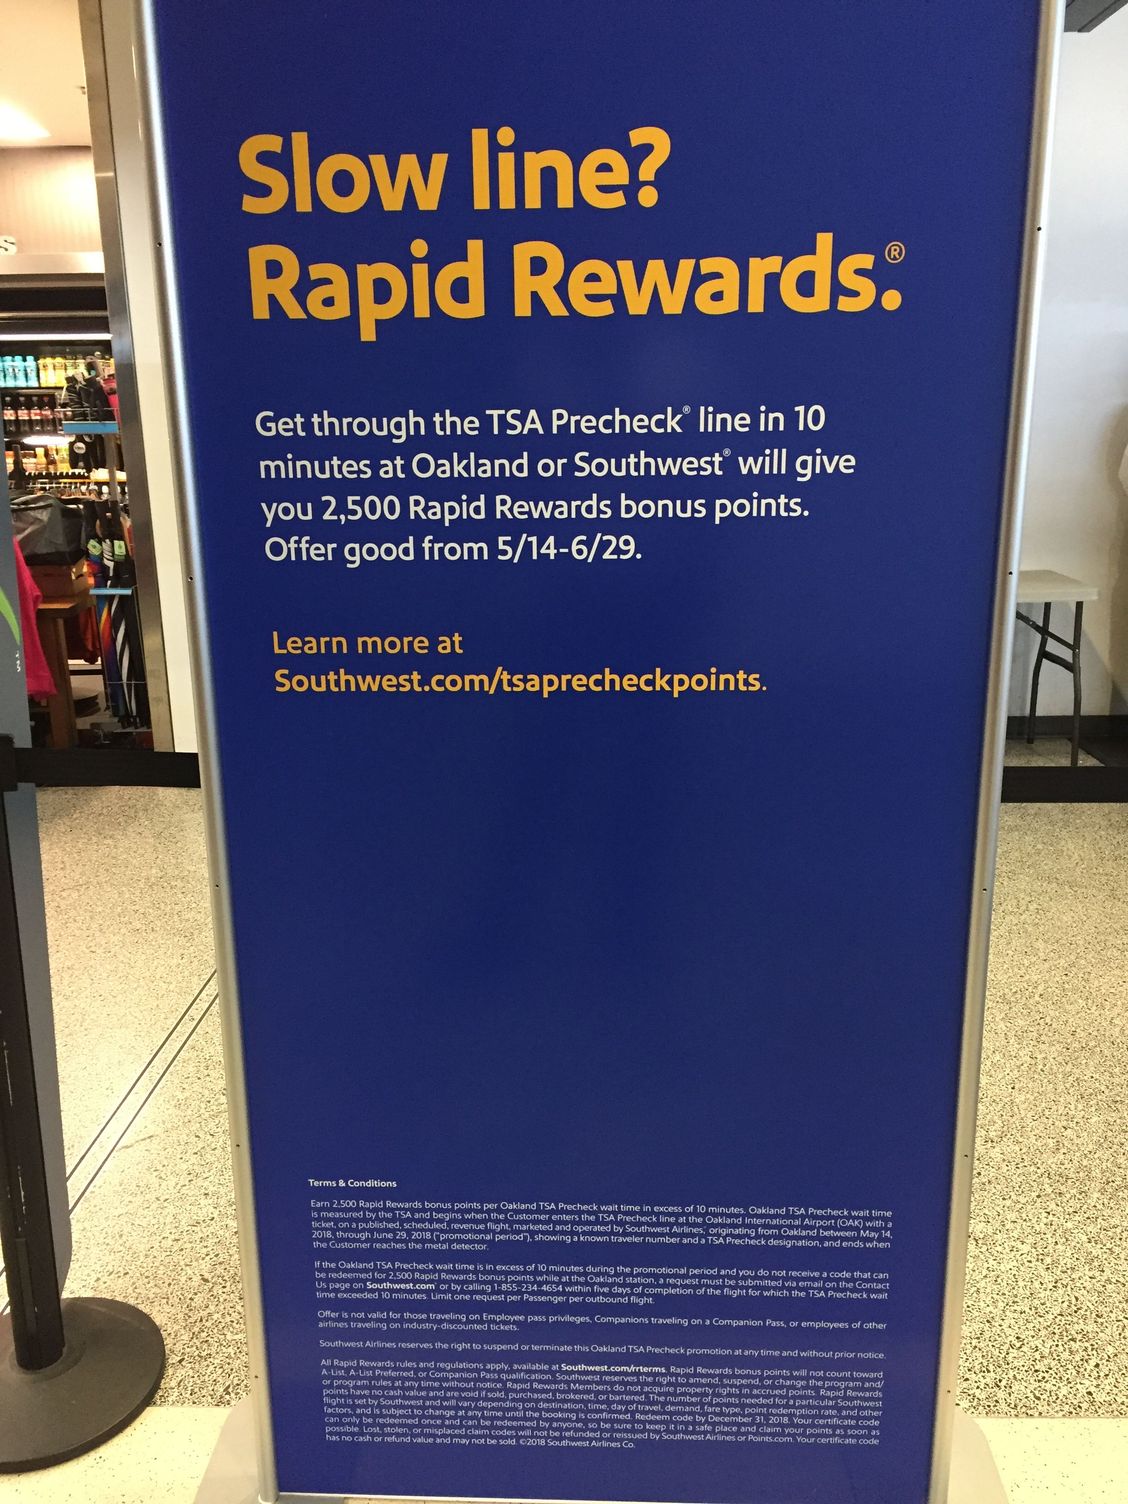 Slow line?
Rapid Rewards.®
Get through the TSA Precheck® line in 10
minutes at Oakland or Southwest® will give
you 2,500 Rapid Rewards bonus points.
Offer good from 5/14-6/29.
Learn more at
Southwest.com/tsaprecheckpoints.
Terms & Conditions
Earn 2,500 Rapid Rewards bonus points per Oakland TSA Precheck wait time in excess of 10 minutes. Oakland TSA Precheck wait time
is measured by the TSA and begins when the Customer enters the TSA Precheck line at the Oakland International Airport (OAK) with a
ticket, on a published, scheduled, revenue flight, marketed and operated by Southwest Airlines, originating from Oakland between May 14,
2018, through June 29, 2018 ("promotional period"), showing a known traveler number and a TSA Precheck designation, and ends when
the Customer reaches the metal detector.
If the Oakland TSA Precheck wait time is in excess of 10 minutes during the promotional period and you do not receive a code that can
be redeemed for 2,500 Rapid Rewards bonus points while at the Oakland station, a request must be submitted via email on the Contact
Us page on Southwest.com® or by calling 1-855-234-4654 within five days of completion of the flight for which the TSA Precheck wait
time exceeded 10 minutes. Limit one request per Passenger per outbound flight.
Offer is not valid for those traveling on Employee pass privileges, Companions traveling on a Companion Pass, or employees of other
airlines traveling on industry-discounted tickets.
Southwest Airlines reserves the right to suspend or terminate this Oakland TSA Precheck promotion at any time and without prior notice.
All Rapid Rewards rules and regulations apply, available at Southwest.com/rrterms. Rapid Rewards bonus points will not count toward
A-List, A-List Preferred, or Companion Pass qualification. Southwest reserves the right to amend, suspend, or change the program and/
or program rules at any time without notice. Rapid Rewards Members do not acquire property rights in accrued points. Rapid Rewards
points have no cash value and are void if sold, purchased, brokered, or bartered. The number of points needed for a particular Southwest
flight is set by Southwest and will vary depending on destination, time, day of travel, demand, fare type, point redemption rate, and other
factors, and is subject to change at any time until the booking is confirmed. Redeem code by December 31, 2018. Your certificate code
can only be redeemed once and can be redeemed by anyone, so be sure to keep it in a safe place and claim your points as soon as
possible. Lost, stolen, or misplaced claim codes will not be refunded or reissued by Southwest Airlines or Points.com. Your certificate code
has no cash or refund value and may not be sold. ©2018 Southwest Airlines Co.